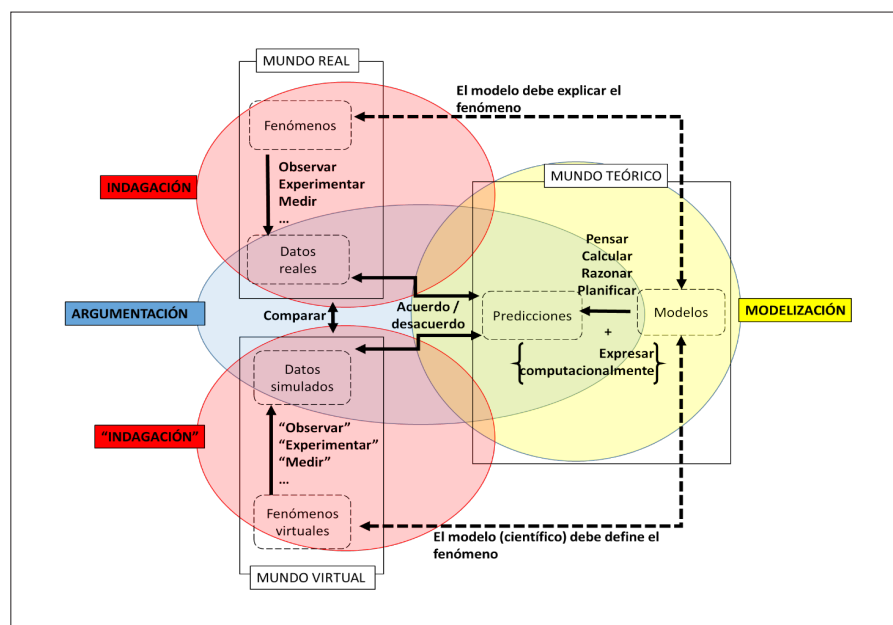 MUNDO REAL
El modelo debe explicar el
fenómeno
Fenómenos
INDAGACIÓN
Observar
Experimentar
Medir
...
MUNDO TEÓRICO
Datos
reales
Pensar
Calcular
Razonar
Planificar
ARGUMENTACIÓN
Comparar
Acuerdo /
desacuerdo
Predicciones
Modelos
MODELIZACIÓN
+
{ Expresar }
computacionalmente
Datos
simulados
“INDAGACIÓN”
“Observar”
“Experimentar”
“Medir”
...
Fenómenos
virtuales
El modelo (científico) debe define el
fenómeno
MUNDO VIRTUAL